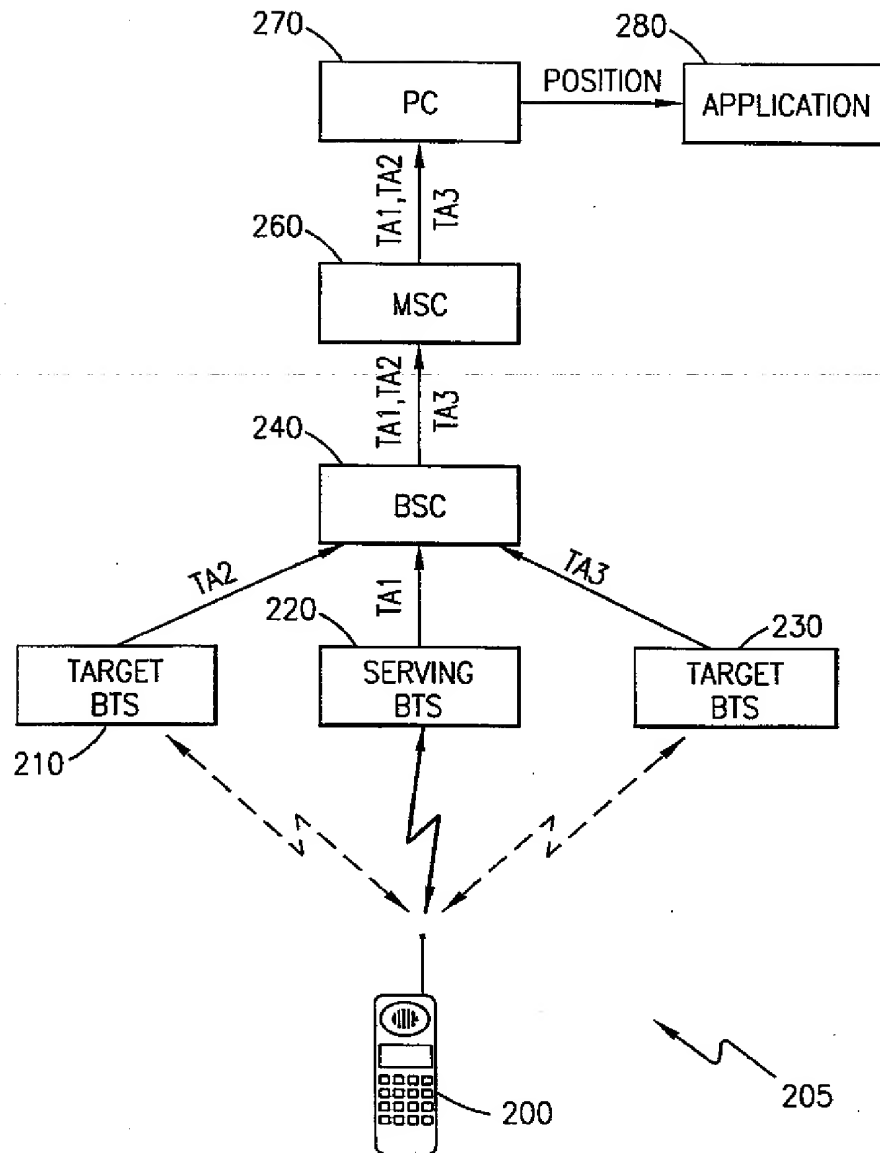 270
280
PC
POSITION
APPLICATION
TA1,TA2
TA3
260
MSC
TA1,TA2
TA3
240
BSC
TA2
TA1
TA3
220
230
TARGET
BTS
SERVING
BTS
TARGET
BTS
210
200
205